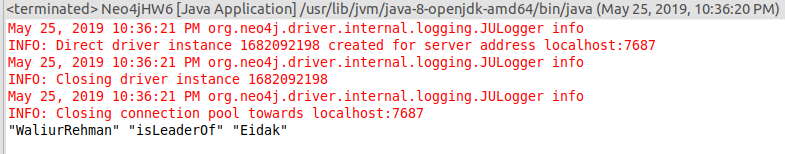 <terminated> Neo4jHW6 [Java Application] /usr/lib/jvm/java-8-openjdk-amd64/bin/java (May 25, 2019, 10:36:20 PM)
May 25, 2019 10:36:21 PM org.neo4j.driver.internal.logging.JULogger info
INFO: Direct driver instance 1682092198 created for server address localhost:7687
May 25, 2019 10:36:21 PM org.neo4j.driver.internal.logging.JULogger info
INFO: Closing driver instance 1682092198
May 25, 2019 10:36:21 PM org.neo4j.driver.internal.logging.JULogger info
INFO: Closing connection pool towards localhost:7687
"WaliurRehman" "isLeaderOf" "Eidak"